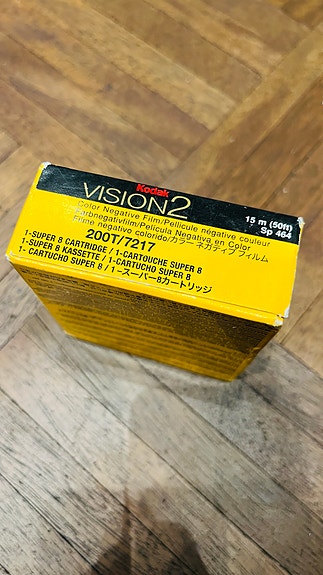 Kodak
VISION2
15 m (50ft)
Sp 464
Color Negative Film/Pellicule négative couleur
Farbnegativfilm/Película Negativa en Color
Filme negativo colorido/カラーネガティブ フィルム
200T/7217
1-SUPER 8 CARTRIDGE / 1-CARTOUCHE SUPER 8
1-SUPER 8 KASSETTE / 1-CARTUCHO SUPER 8
1- CARTUCHO SUPER 8 / 1-スーパー8カートリッジ